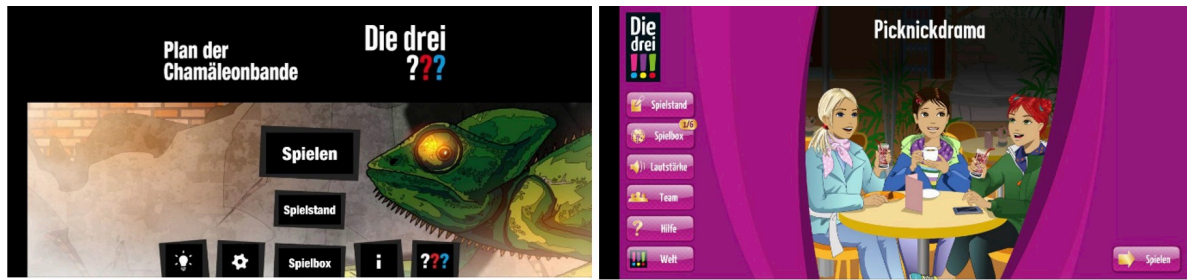 Plan der
Chamäleonbande
Die drei
???
Spielen
Spielstand
Spielbox
i
???
Die
drei
!!!
Picknickdrama
Spielstand
1/6
Spielbox
Lautstärke
Team
?
Hilfe
!!!
Welt
Spielen